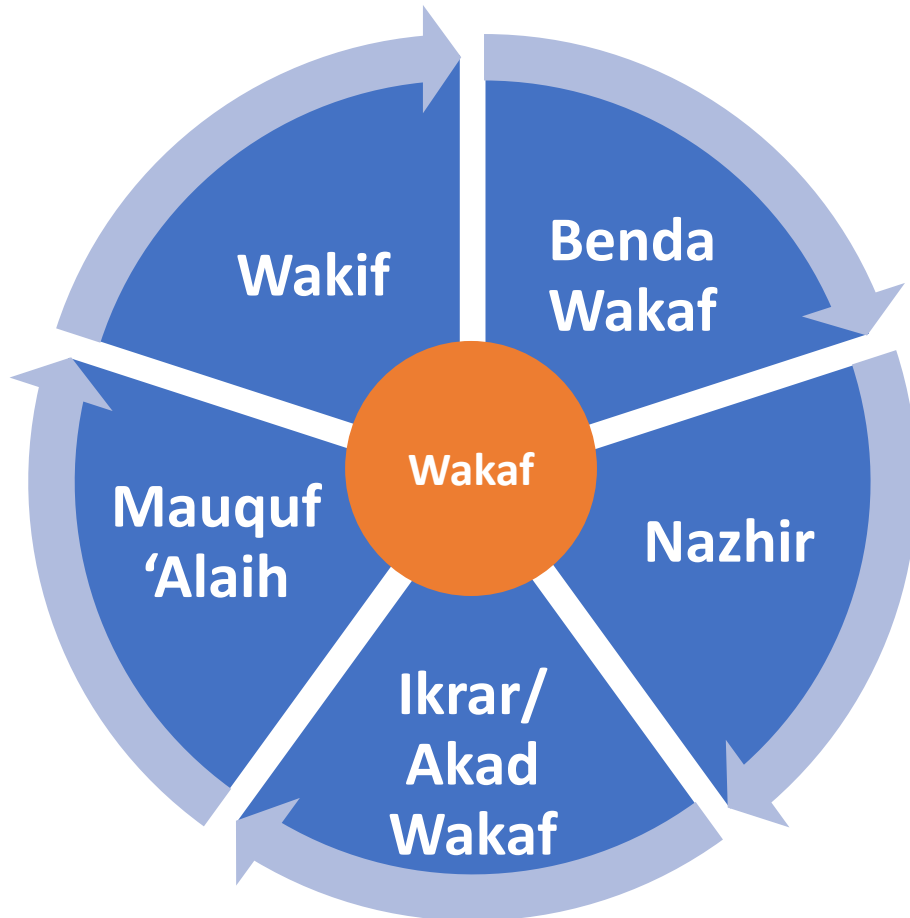 Benda
Wakaf
Nazhir
Ikrar/
Akad
Wakaf
Mauquf
‘Alaih
Wakif
Wakaf